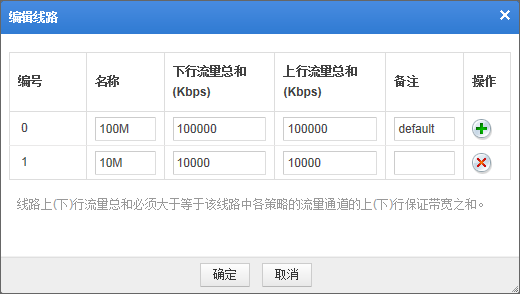 编辑线路
编号 名称 下行流量总和(Kbps) 上行流量总和(Kbps) 备注 操作
0 100M 100000 100000 default
1 10M 10000 10000
线路上(下)行流量总和必须大于等于该线路中各策略的流量通道的上(下)行保证带宽之和。
确定 取消